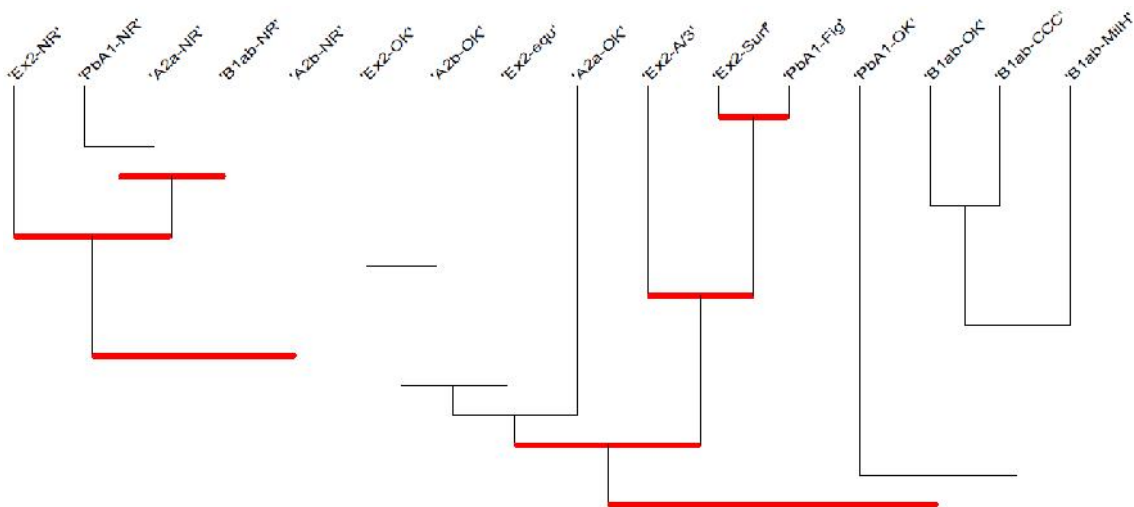 'Ex2-NR'
'PbA1-NR'
'A2a-NR'
'B1ab-NR'
'A2b-NR'
'Ex2-OK'
'A2b-OK'
'Ex2-equ'
'A2a-OK'
'Ex2-A/3'
'Ex2-Surf'
'PbA1-Fig'
'PbA1-OK'
'B1ab-OK'
'B1ab-CCC'
'B1ab-MilH'